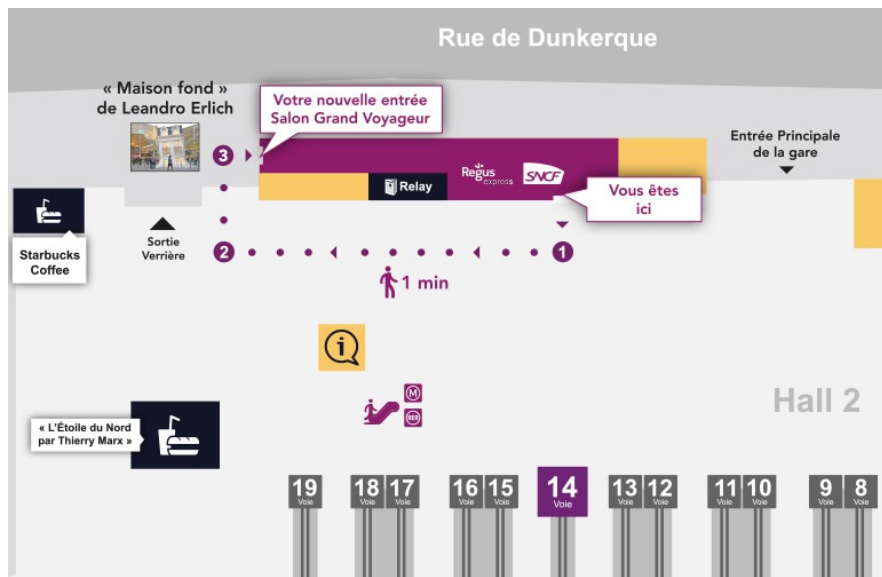 Rue de Dunkerque
« Maison fond »
de Leandro Erlich
Votre nouvelle entrée
Salon Grand Voyageur
Entrée Principale
de la gare
3
Relay
Regus
express
SNCF
Vous êtes
ici
Starbucks
Coffee
Sortie
Verrière
2
1
1 min
i
M
RER
Hall 2
« L'Étoile du Nord
par Thierry Marx »
19 18 17 16 15 14 13 12 11 10 9 8
Voie Voie Voie Voie Voie Voie Voie Voie Voie Voie Voie Voie